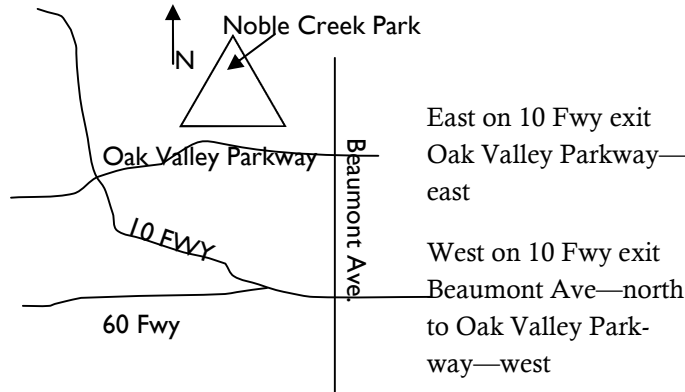 Noble Creek Park
N
Oak Valley Parkway
Beaumont Ave.
10 FWY
60 Fwy
East on 10 Fwy exit
Oak Valley Parkway—
east
West on 10 Fwy exit
Beaumont Ave—north
to Oak Valley Park-
way—west